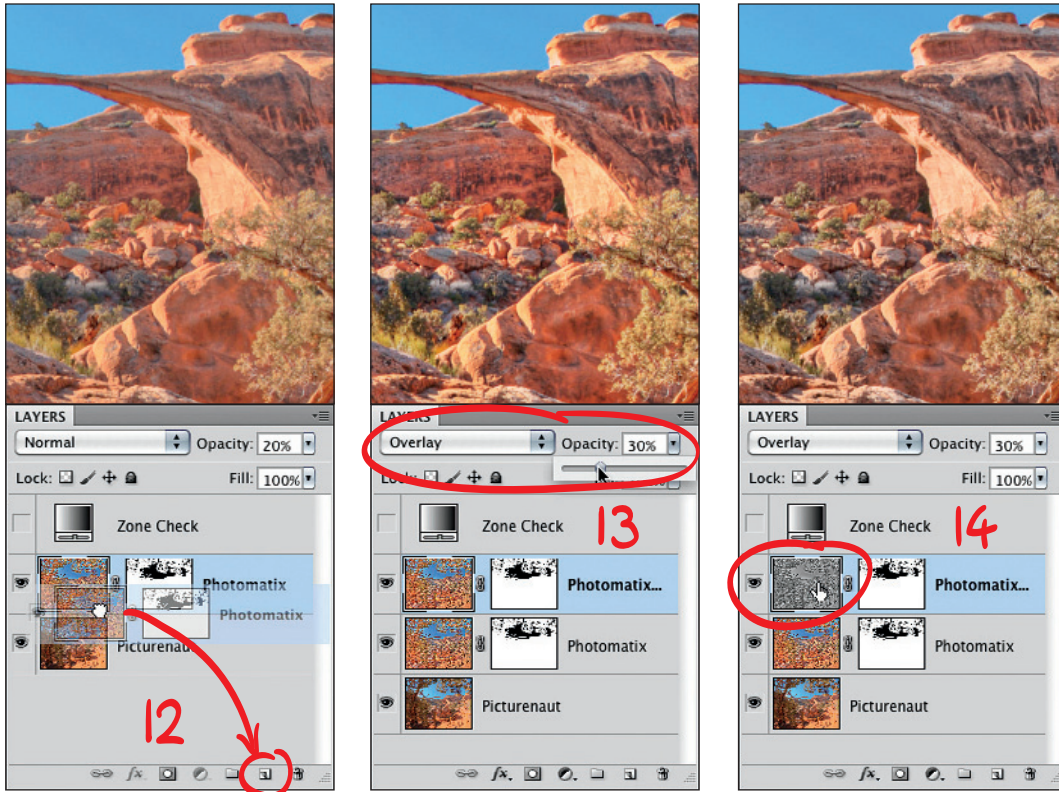 LAYERS
Normal Opacity: 20%
Lock: Fill: 100%
Zone Check
Photomatix
Photomatix
Picturenaut
12
LAYERS
Overlay Opacity: 30%
Lock:
Zone Check
13
Photomatix...
Photomatix
Picturenaut
LAYERS
Overlay Opacity: 30%
Lock: Fill: 100%
Zone Check
14
Photomatix...
Photomatix
Picturenaut